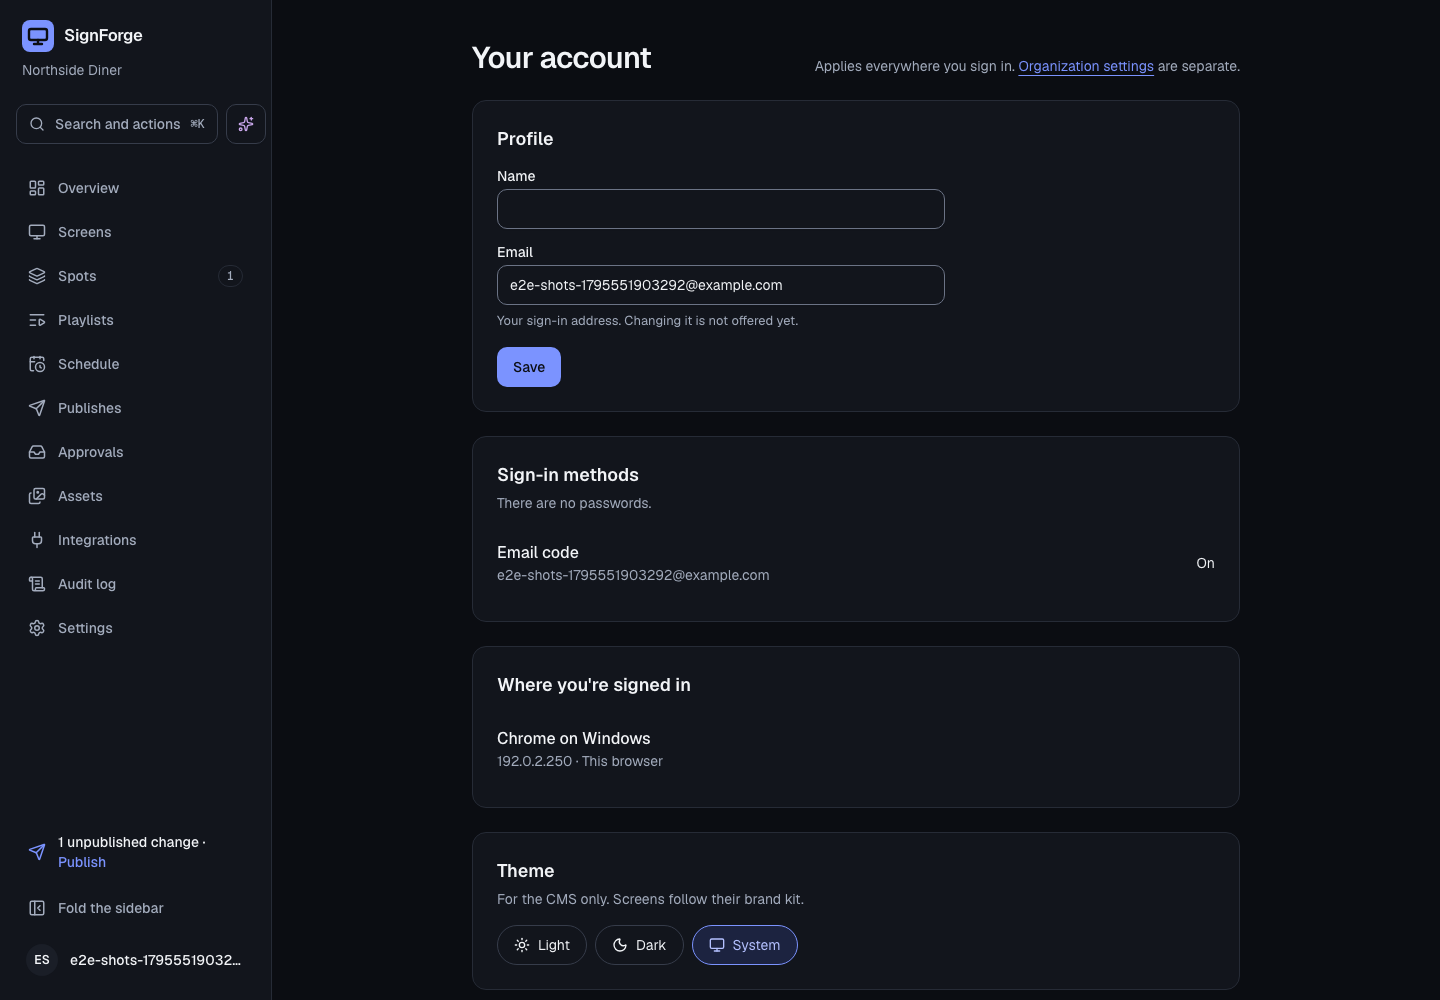 SignForge
Northside Diner
Search and actions ⌘K
Overview
Screens
Spots 1
Playlists
Schedule
Publishes
Approvals
Assets
Integrations
Audit log
Settings
1 unpublished change ·
Publish
Fold the sidebar
ES e2e-shots-17955519032...
Your account
Applies everywhere you sign in. Organization settings are separate.
Profile
Name
Email
e2e-shots-1795551903292@example.com
Your sign-in address. Changing it is not offered yet.
Save
Sign-in methods
There are no passwords.
Email code
e2e-shots-1795551903292@example.com
On
Where you're signed in
Chrome on Windows
192.0.2.250 · This browser
Theme
For the CMS only. Screens follow their brand kit.
Light Dark System